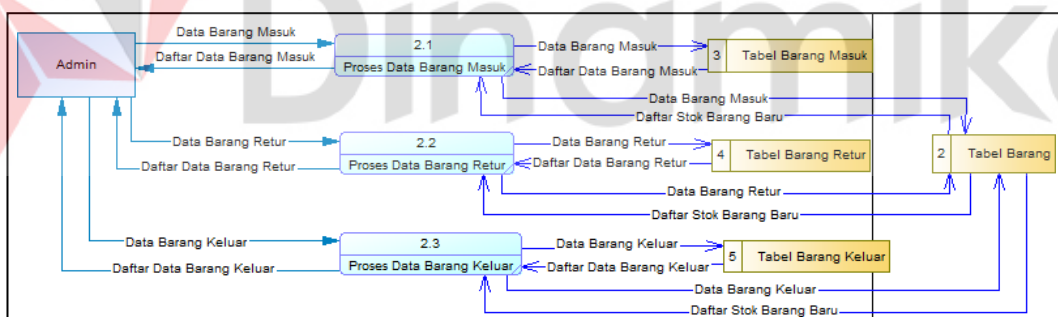 Dinamika
Data Barang Masuk
Daftar Data Barang Masuk
Admin
2.1
Proses Data Barang Masuk
Data Barang Masuk
Daftar Data Barang Masuk
3 Tabel Barang Masuk
Data Barang Masuk
Daftar Stok Barang Baru
Data Barang Retur
Daftar Data Barang Retur
2.2
Proses Data Barang Retur
Data Barang Retur
Daftar Data Barang Retur
4 Tabel Barang Retur
2 Tabel Barang
Data Barang Retur
Daftar Stok Barang Baru
Data Barang Keluar
Daftar Data Barang Keluar
2.3
Proses Data Barang Keluar
Data Barang Keluar
Daftar Data Barang Keluar
5 Tabel Barang Keluar
Data Barang Keluar
Daftar Stok Barang Baru